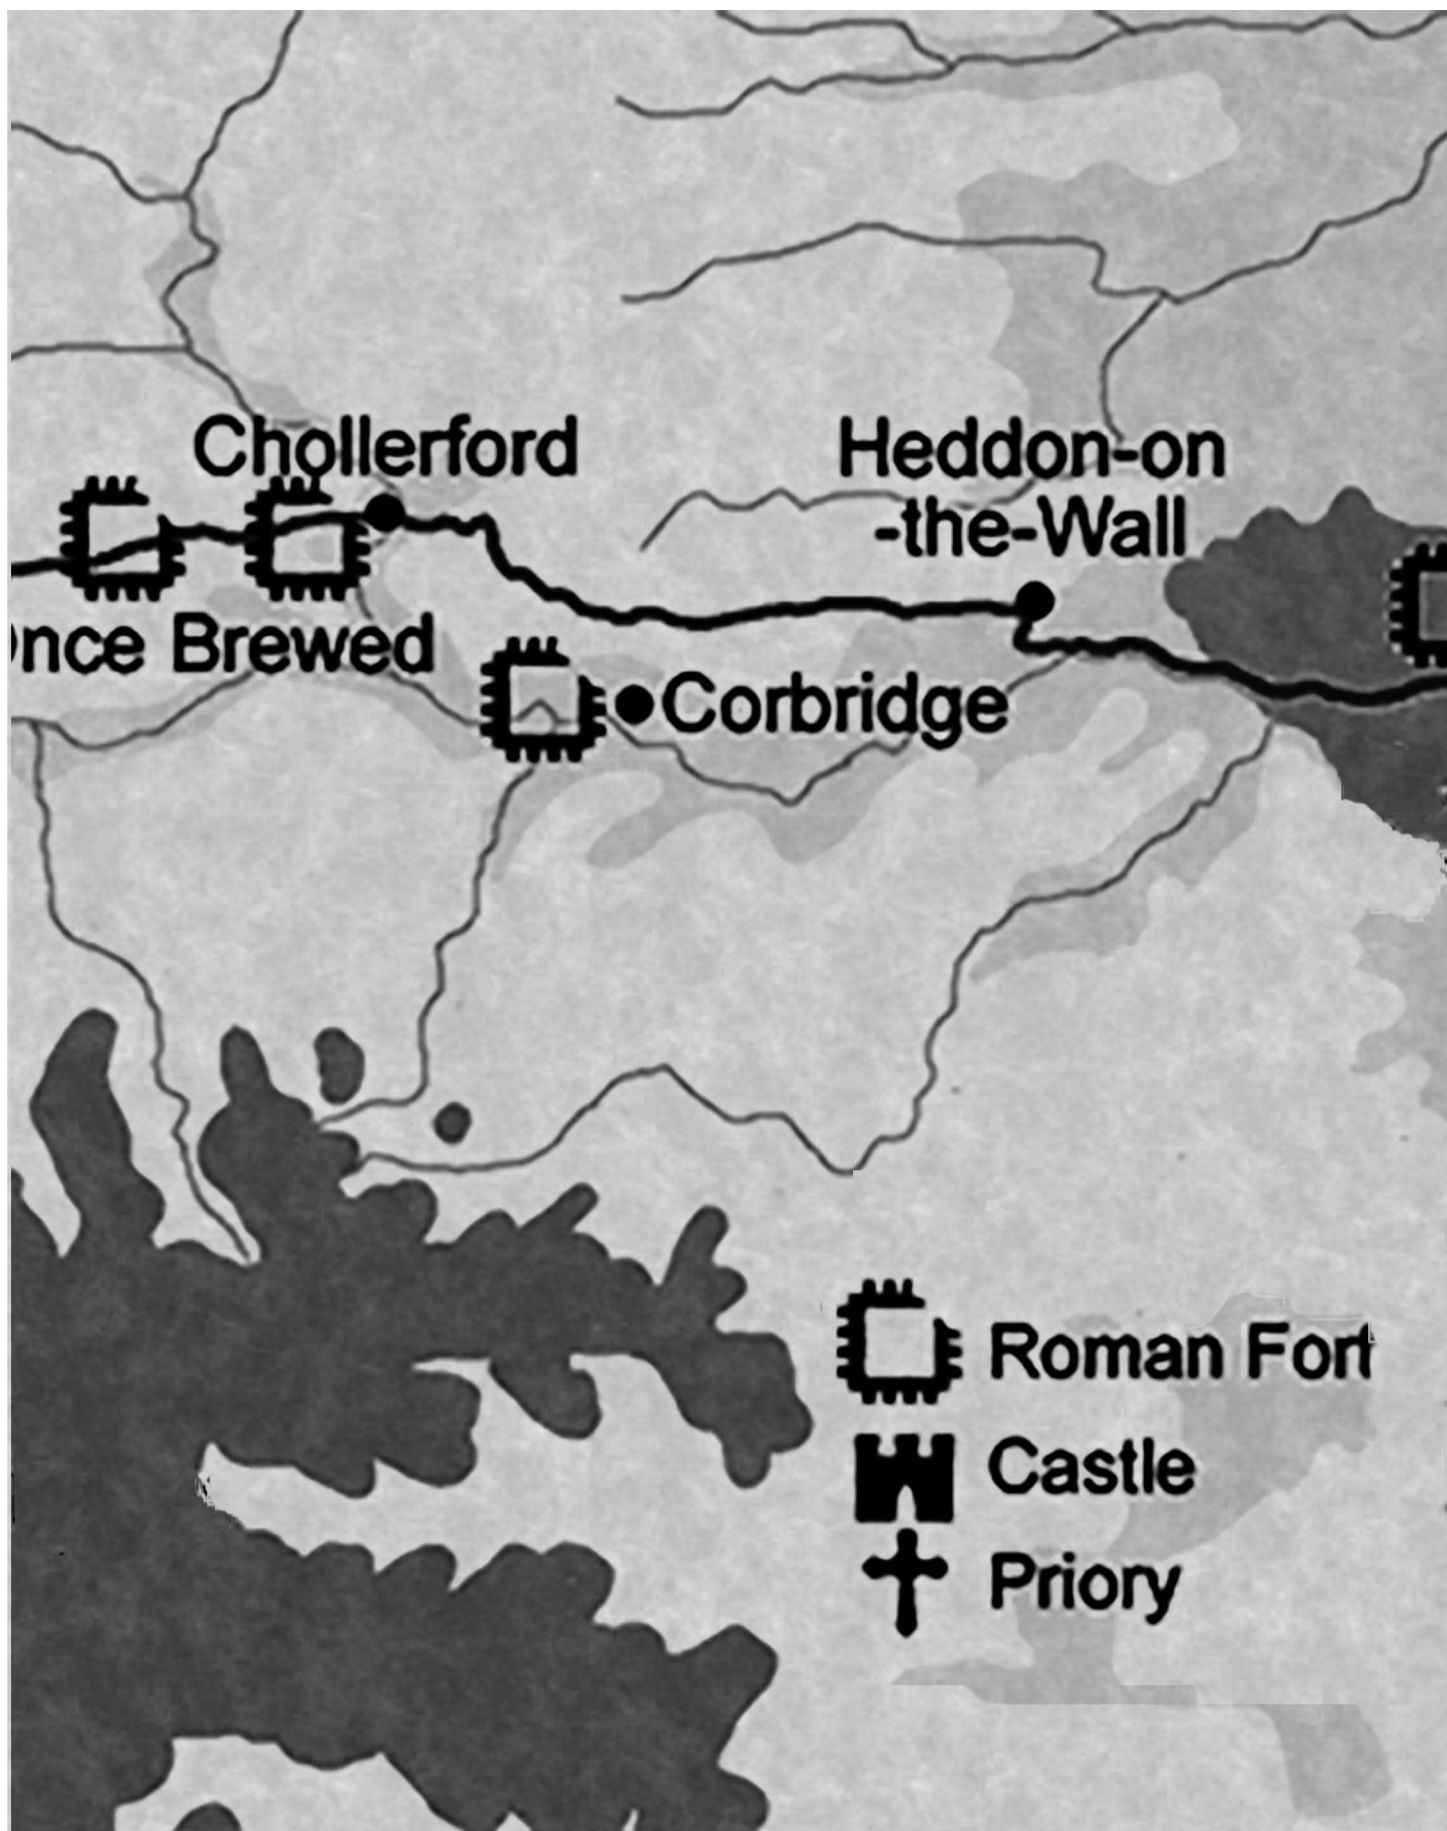 Chollerford
Heddon-on
-the-Wall
nce Brewed
Corbridge
Roman Fort
Castle
Priory